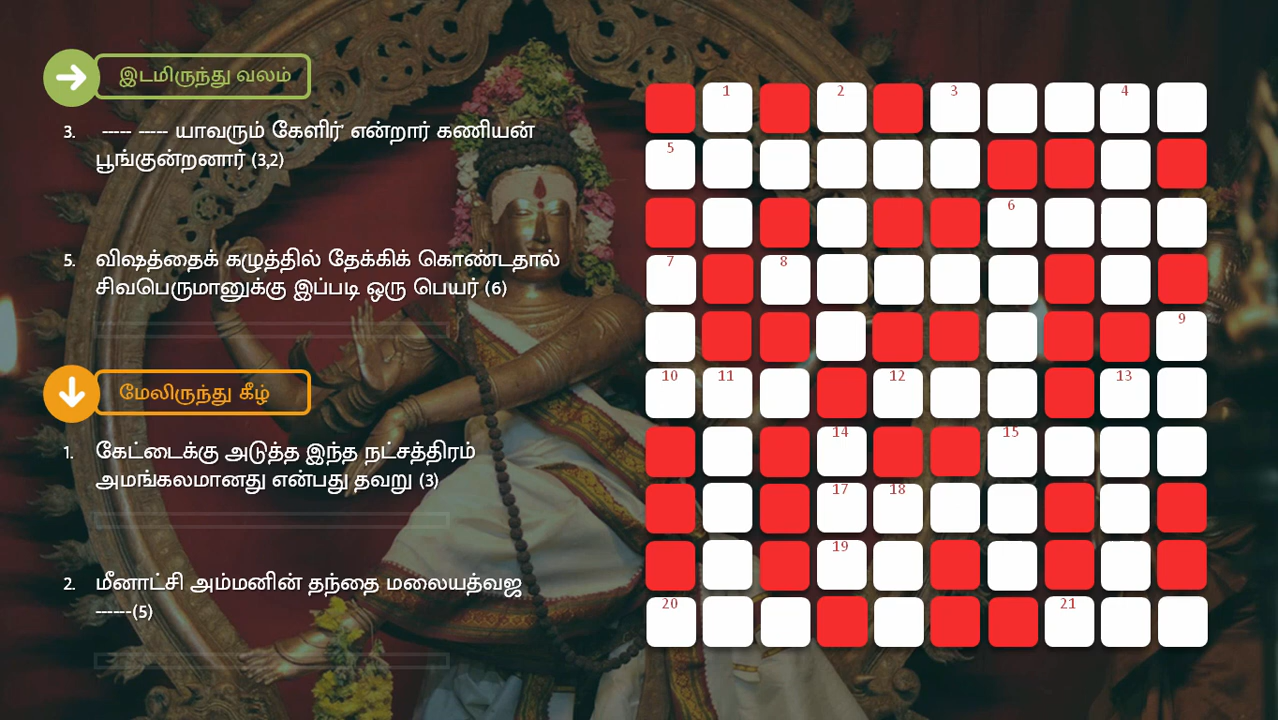 இடமிருந்து வலம்
3. ----- ----- யாவரும் கேளிர்’ என்றார் கணியன்
பூங்குன்றனார் (3,2)
5. விஷத்தைக் கழுத்தில் தேக்கிக் கொண்டதால்
சிவபெருமானுக்கு இப்படி ஒரு பெயர் (6)
மேலிருந்து கீழ்
1. கேட்டைக்கு அடுத்த இந்த நட்சத்திரம்
அமங்கலமானது என்பது தவறு (3)
2. மீனாட்சி அம்மனின் தந்தை மலையத்வஜ
------(5)
1 2 3 4
5
6
7 8
9
10 11 12 13
14 15
17 18
19
20 21